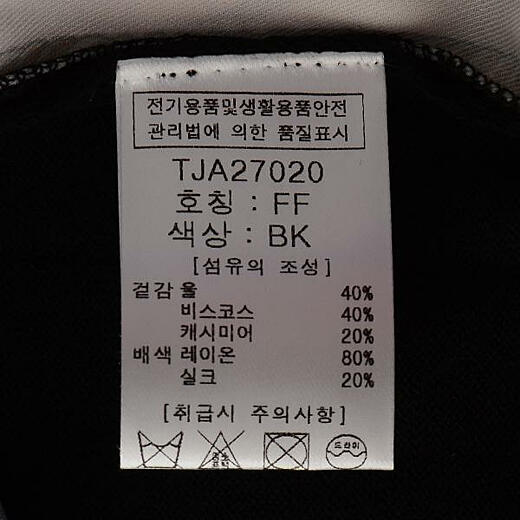 전기용품및생활용품안전
관리법에 의한 품질표시
TJA27020
호칭 : FF
색상 : BK
[섬유의 조성]
겉감 울 40%
비스코스 40%
캐시미어 20%
배색 레이온 80%
실크 20%
[취급시 주의사항]
드라이